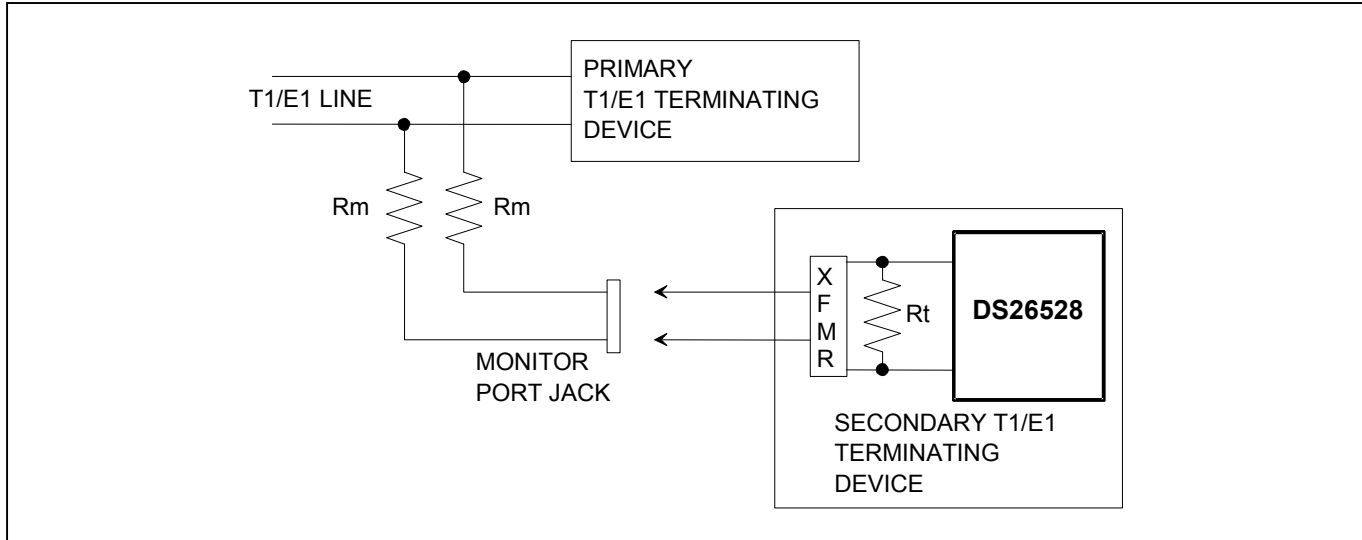 PRIMARY
T1/E1 TERMINATING
DEVICE
T1/E1 LINE
Rm
Rm
MONITOR
PORT JACK
X
F
M
R
Rt
DS26528
SECONDARY T1/E1
TERMINATING
DEVICE